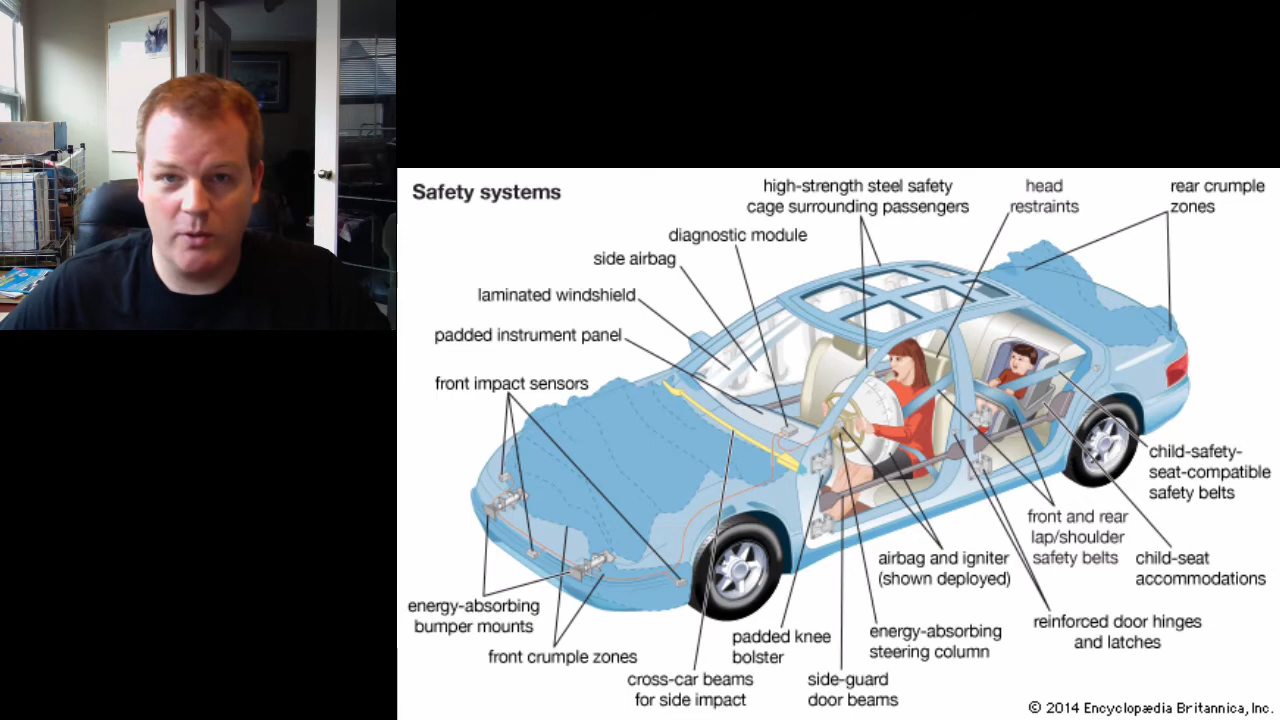 Safety systems
high-strength steel safety
cage surrounding passengers
head
restraints
rear crumple
zones
diagnostic module
side airbag
laminated windshield
padded instrument panel
front impact sensors
child-safety-
seat-compatible
safety belts
front and rear
lap/shoulder
safety belts
child-seat
accommodations
airbag and igniter
(shown deployed)
energy-absorbing
bumper mounts
reinforced door hinges
and latches
padded knee
bolster
energy-absorbing
steering column
front crumple zones
cross-car beams
for side impact
side-guard
door beams
© 2014 Encyclopædia Britannica, Inc.